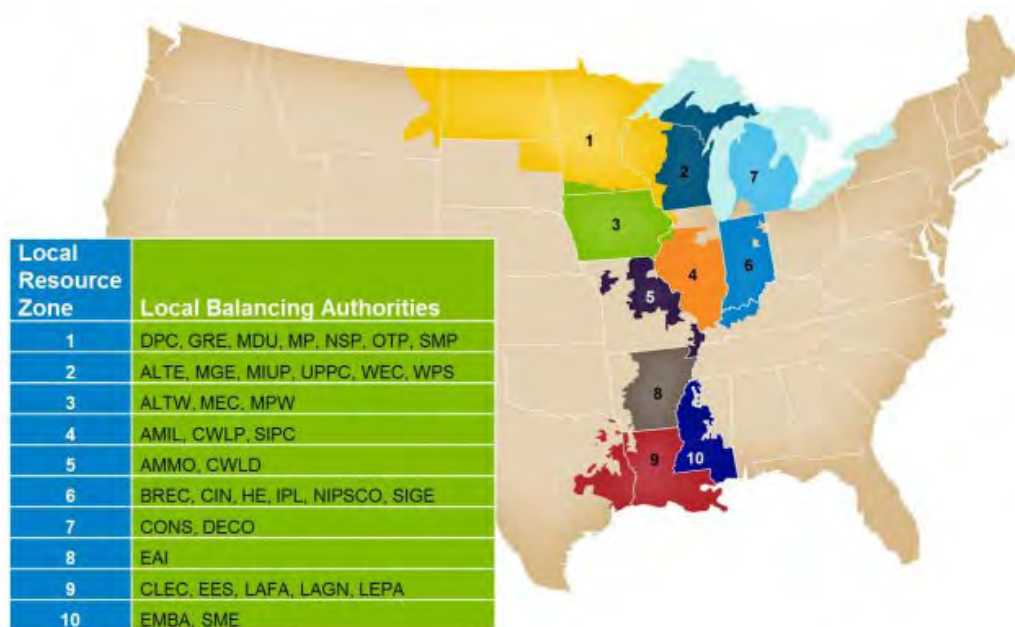 1
2
7
3
4
6
5
8
9
10
Local
Resource
Zone
Local Balancing Authorities
1 DPC, GRE, MDU, MP, NSP, OTP, SMP
2 ALTE, MGE, MIUP, UPPC, WEC, WPS
3 ALTW, MEC, MPW
4 AMIL, CWLP, SIPC
5 AMMO, CWLD
6 BREC, CIN, HE, IPL, NIPSCO, SIGE
7 CONS, DECO
8 EAI
9 CLEC, EES, LAFA, LAGN, LEPA
10 EMBA, SME